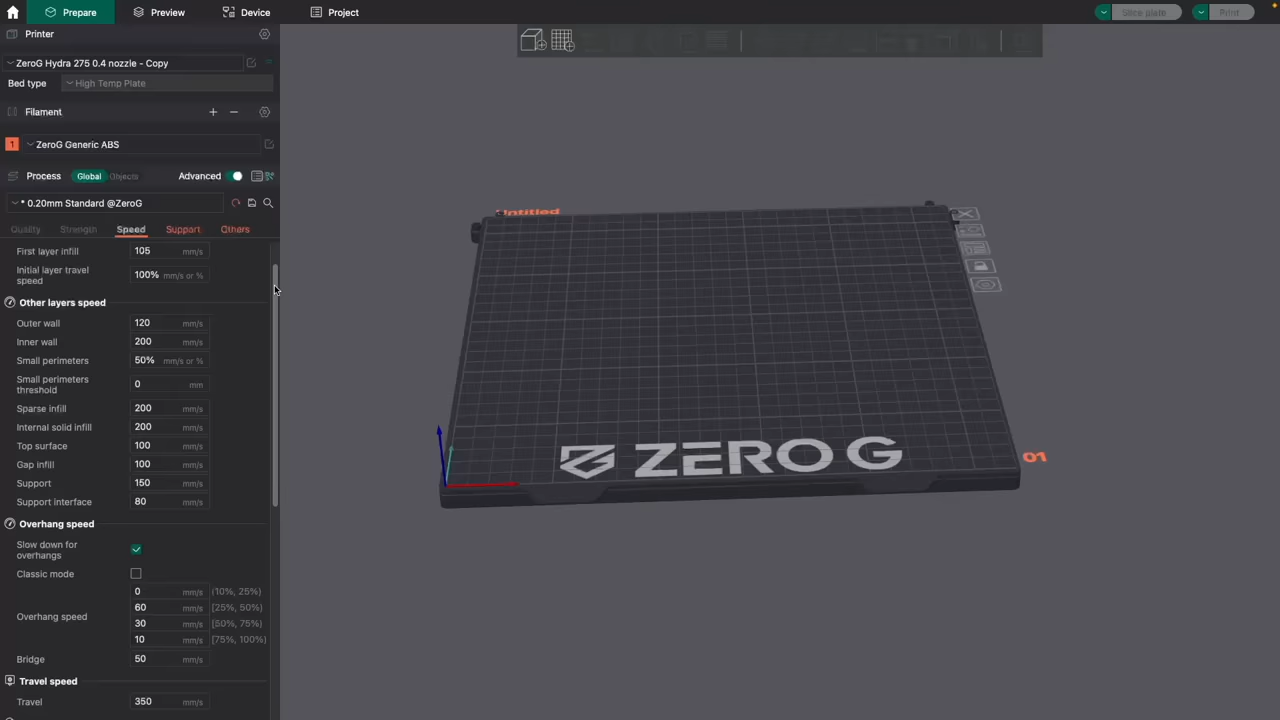 Prepare Preview Device Project Slice plate Print
Printer
ZeroG Hydra 275 0.4 nozzle - Copy
Bed type High Temp Plate
Filament
1 ZeroG Generic ABS
Process Global Objects Advanced
* 0.20mm Standard @ZeroG
Quality Strength Speed Support Others
First layer infill 105 mm/s
Initial layer travel
speed 100% mm/s or %
Other layers speed
Outer wall 120 mm/s
Inner wall 200 mm/s
Small perimeters 50% mm/s or %
Small perimeters
threshold 0 mm
Sparse infill 200 mm/s
Internal solid infill 200 mm/s
Top surface 100 mm/s
Gap infill 100 mm/s
Support 150 mm/s
Support interface 80 mm/s
Overhang speed
Slow down for
overhangs
Classic mode
0 mm/s (10%, 25%)
60 mm/s [25%, 50%)
Overhang speed
30 mm/s [50%, 75%)
10 mm/s [75%, 100%)
Bridge 50 mm/s
Travel speed
Travel 350 mm/s
Untitled
ZERO G
01